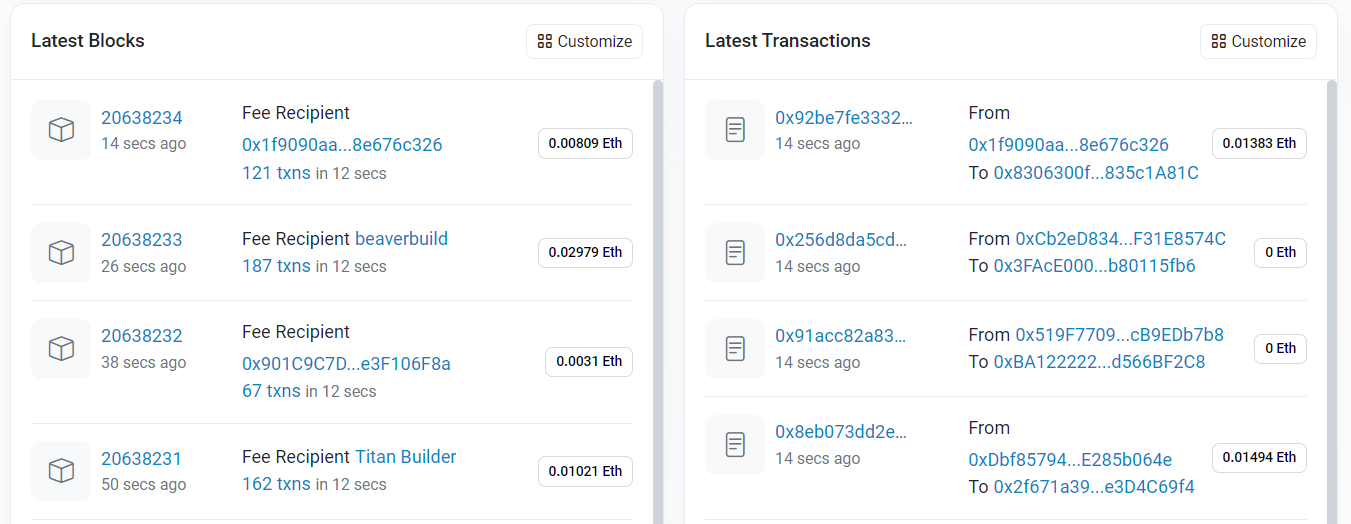 Latest Blocks
Customize
20638234
14 secs ago
Fee Recipient
0x1f9090aa...8e676c326
121 txns in 12 secs
0.00809 Eth
20638233
26 secs ago
Fee Recipient beaverbuild
187 txns in 12 secs
0.02979 Eth
20638232
38 secs ago
Fee Recipient
0x901C9C7D...e3F106F8a
67 txns in 12 secs
0.0031 Eth
20638231
50 secs ago
Fee Recipient Titan Builder
162 txns in 12 secs
0.01021 Eth
Latest Transactions
Customize
0x92be7fe3332...
14 secs ago
From
0x1f9090aa...8e676c326
To 0x8306300f...835c1A81C
0.01383 Eth
0x256d8da5cd...
14 secs ago
From 0xCb2eD834...F31E8574C
To 0x3FAcE000...b80115fb6
0 Eth
0x91acc82a83...
14 secs ago
From 0x519F7709...cB9EDb7b8
To 0xBA122222...d566BF2C8
0 Eth
0x8eb073dd2e...
14 secs ago
From
0xDbf85794...E285b064e
To 0x2f671a39...e3D4C69f4
0.01494 Eth